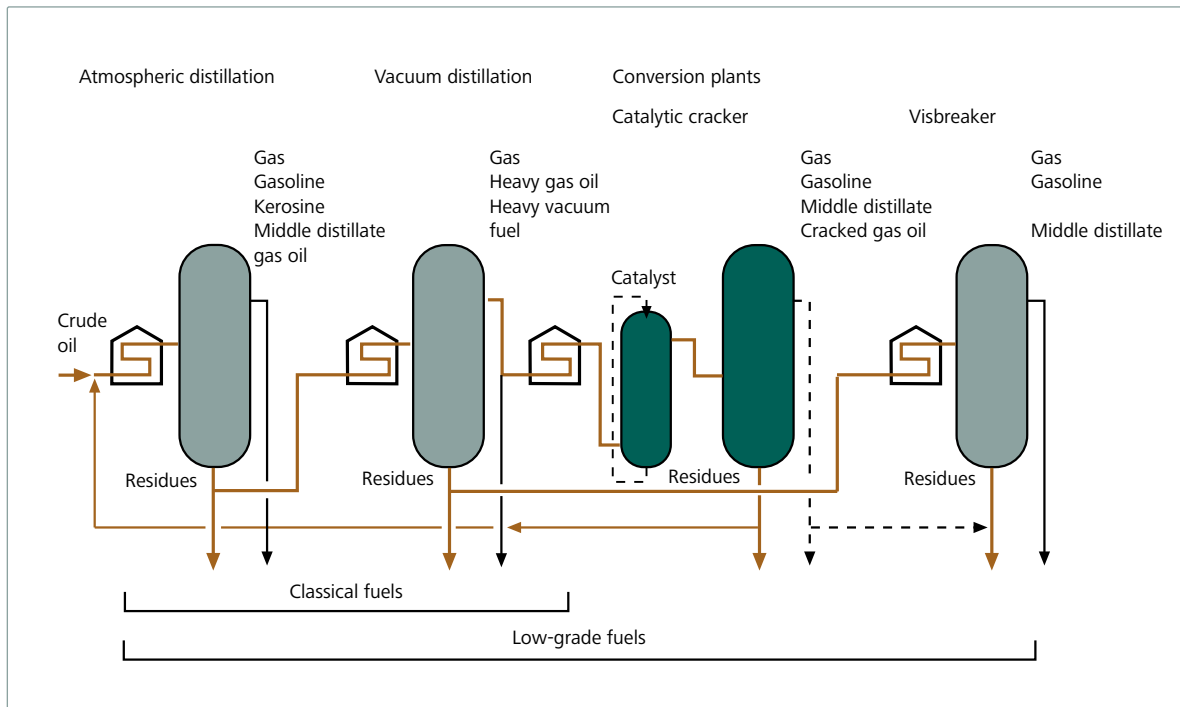 Atmospheric distillation
Vacuum distillation
Conversion plants
Catalytic cracker
Visbreaker
Gas
Gasoline
Kerosine
Middle distillate
gas oil
Gas
Heavy gas oil
Heavy vacuum
fuel
Gas
Gasoline
Middle distillate
Cracked gas oil
Gas
Gasoline
Middle distillate
Crude
oil
Catalyst
Residues
Residues
Residues
Residues
Classical fuels
Low-grade fuels